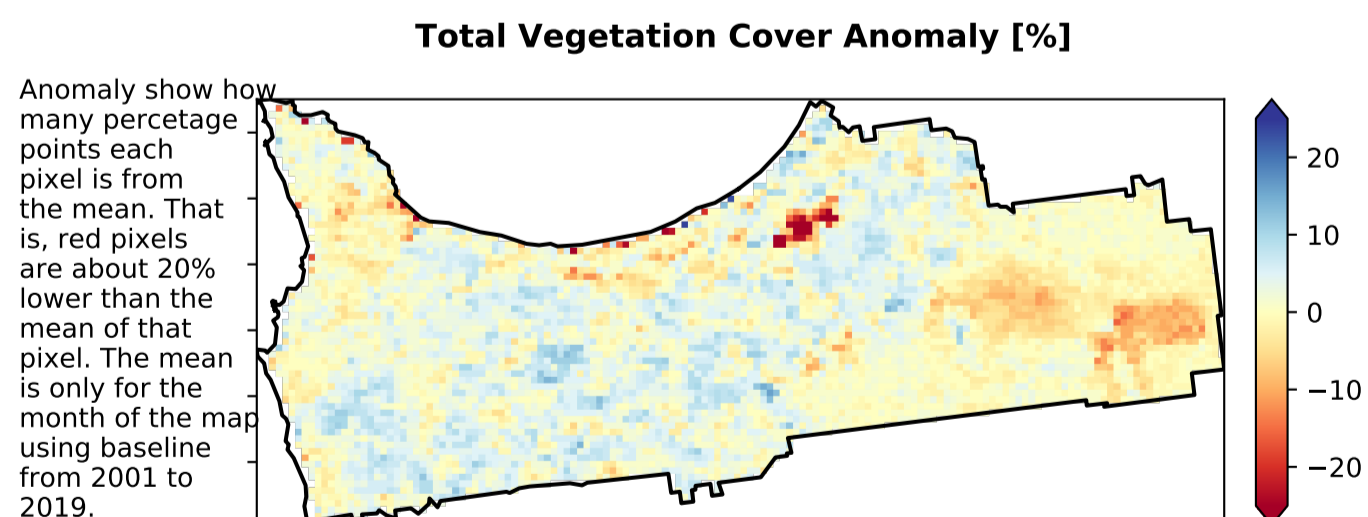 Total Vegetation Cover Anomaly [%]
Anomaly show how
many percetage
points each
pixel is from
the mean. That
is, red pixels
are about 20%
lower than the
mean of that
pixel. The mean
is only for the
month of the map
using baseline
from 2001 to
2019.
20
10
0
−10
−20